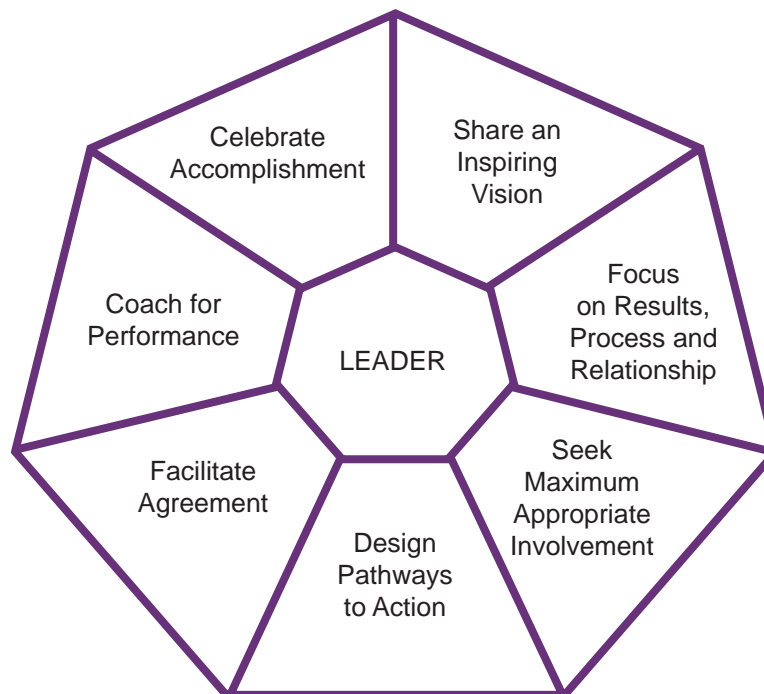 Celebrate
Accomplishment
Share an
Inspiring
Vision
Focus
on Results,
Process and
Relationship
Seek
Maximum
Appropriate
Involvement
Design
Pathways
to Action
Facilitate
Agreement
Coach for
Performance
LEADER